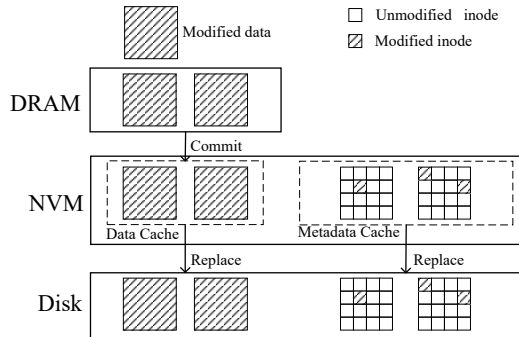 Modified data
Unmodified inode
Modified inode
DRAM
Commit
NVM
Data Cache
Metadata Cache
Replace
Replace
Disk